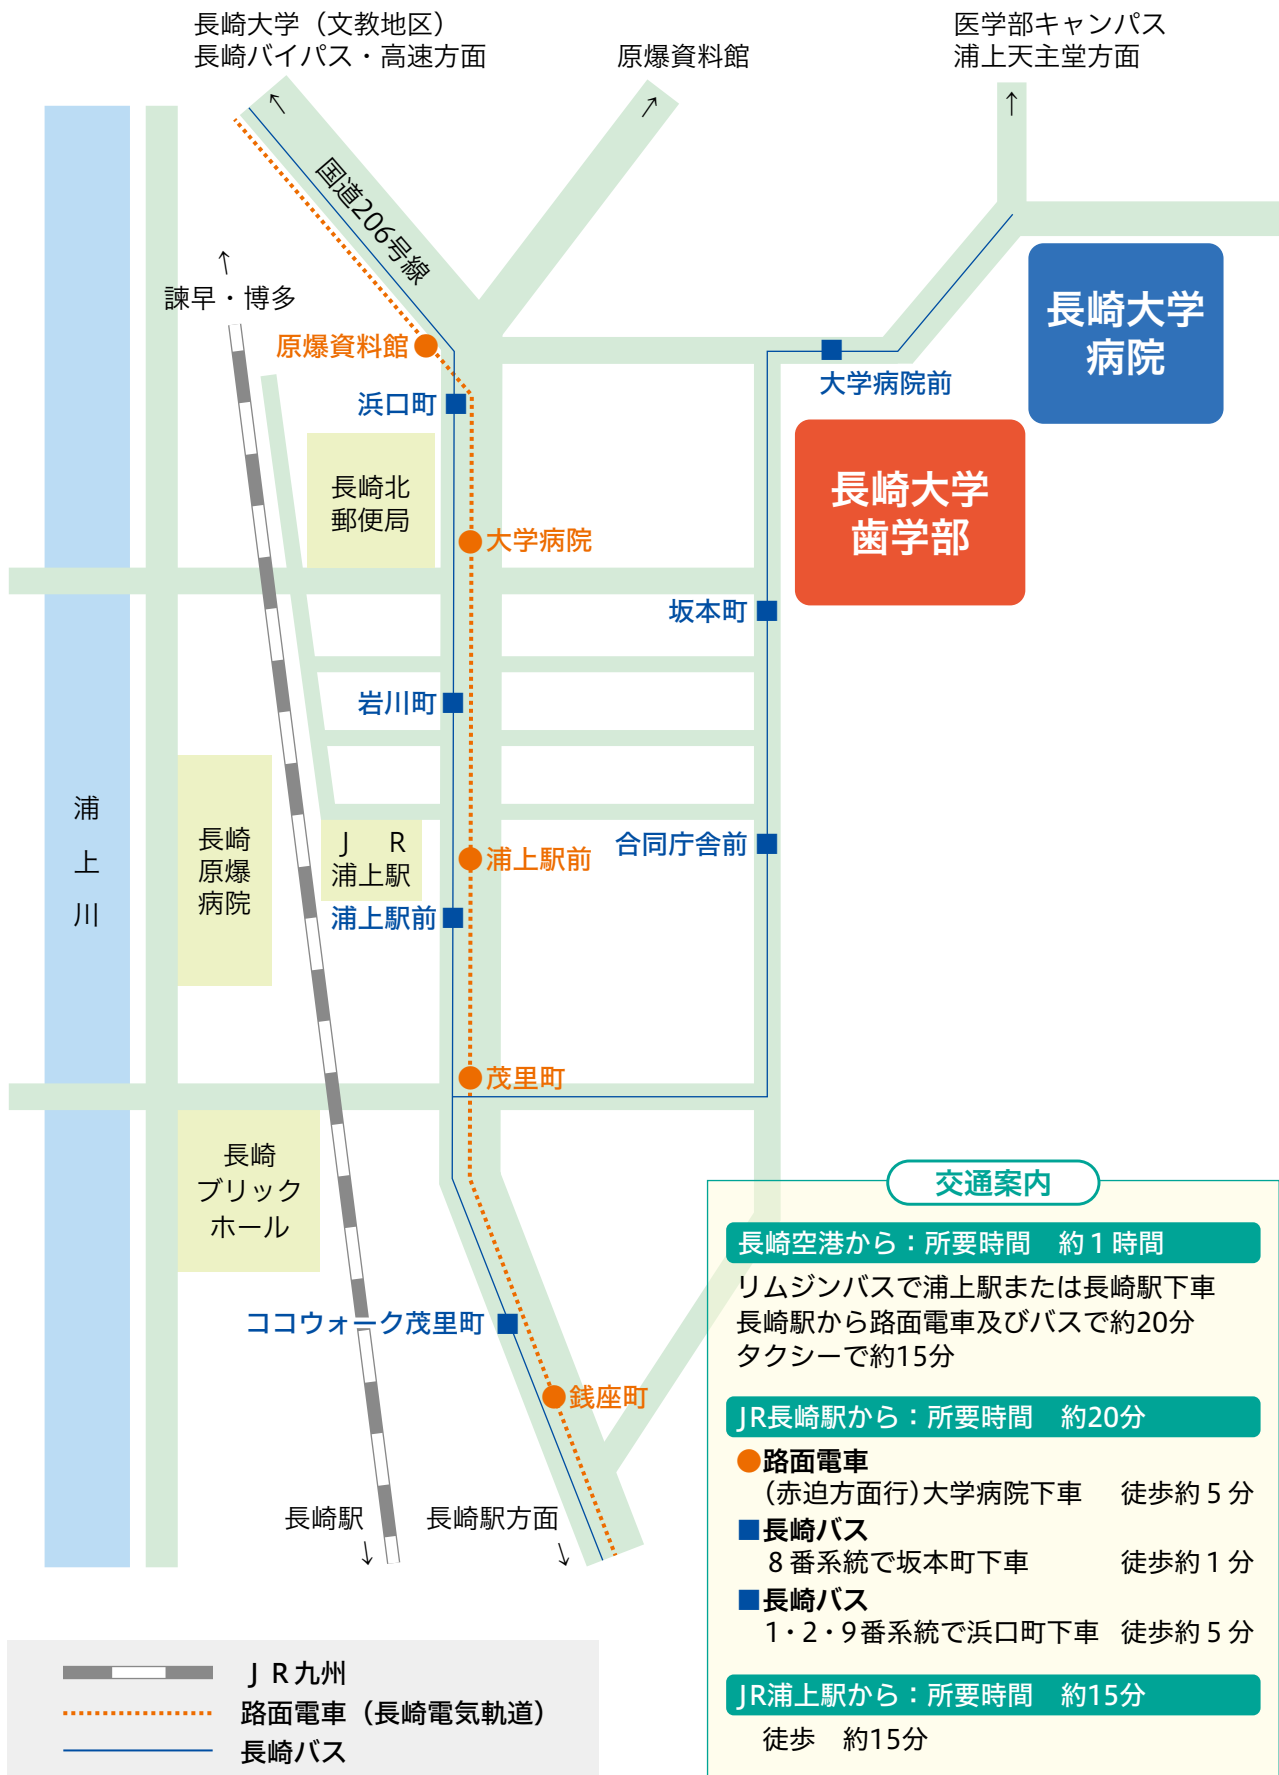 長崎大学（文教地区）
長崎バイパス・高速方面
原爆資料館
医学部キャンパス
浦上天主堂方面
↑
↑
↑
国道206号線
↑
諫早・博多
原爆資料館
浜口町
長崎大学
病院
大学病院前
長崎北
郵便局
大学病院
長崎大学
歯学部
坂本町
岩川町
浦上川
長崎
原爆
病院
J R
浦上駅
浦上駅前
合同庁舎前
浦上駅前
茂里町
長崎
ブリック
ホール
ココウォーク茂里町
銭座町
長崎駅
↓
長崎駅方面
↓
交通案内
長崎空港から：所要時間　約１時間
リムジンバスで浦上駅または長崎駅下車
長崎駅から路面電車及びバスで約20分
タクシーで約15分
JR長崎駅から：所要時間　約20分
●路面電車
（赤迫方面行）大学病院下車　徒歩約５分
■長崎バス
８番系統で坂本町下車　徒歩約１分
■長崎バス
1・2・9番系統で浜口町下車　徒歩約５分
JR浦上駅から：所要時間　約15分
徒歩　約15分
ＪＲ九州
路面電車（長崎電気軌道）
長崎バス